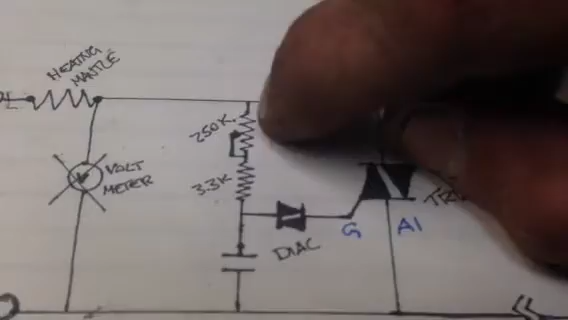 HEATING
MANTLE
250K
VOLT
METER
3.3K
DIAC
G
A1